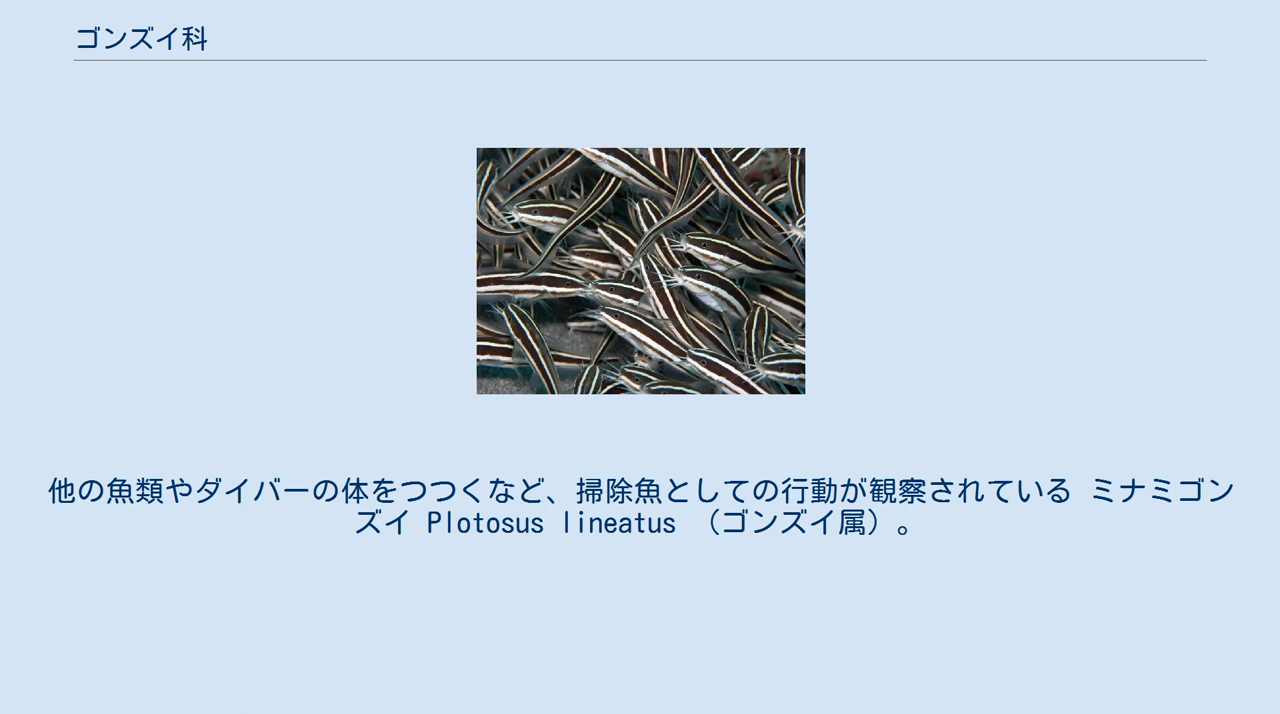 ゴンズイ科
他の魚類やダイバーの体をつつくなど、掃除魚としての行動が観察されている ミナミゴン
ズイ Plotosus lineatus （ゴンズイ属）。